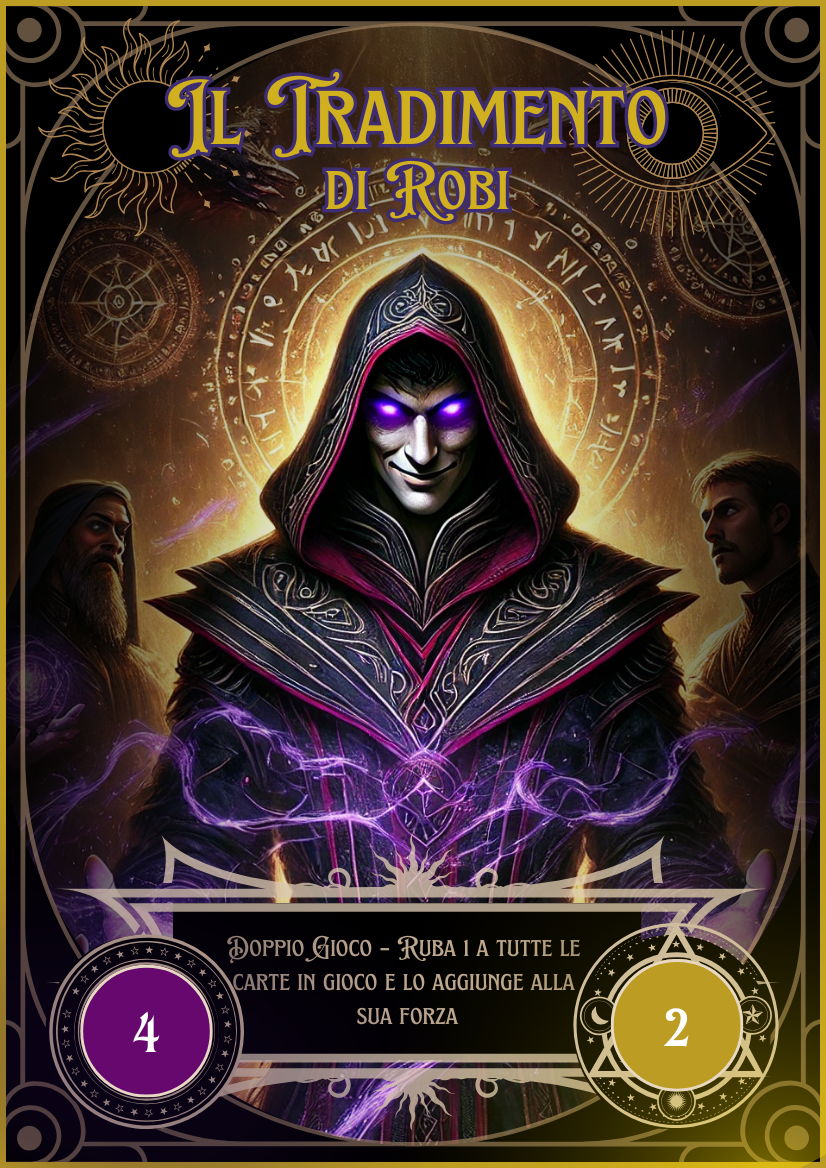 Il Tradimento
di Robi
Doppio Gioco - Ruba 1 a tutte le
carte in gioco e lo aggiunge alla
sua forza
4
2